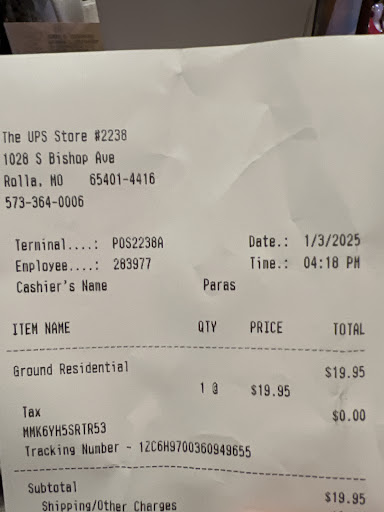 The UPS Store #2238
1028 S Bishop Ave
Rolla, MO 65401-4416
573-364-0006
Terminal....: POS2238A Date.: 1/3/2025
Employee....: 283977 Time.: 04:18 PM
Cashier's Name Paras
ITEM NAME QTY PRICE TOTAL
Ground Residential $19.95
1 @ $19.95
Tax $0.00
MMK6YH5SRTR53
Tracking Number - 1ZC6H9700360949655
Subtotal $19.95
Shipping/Other Charges